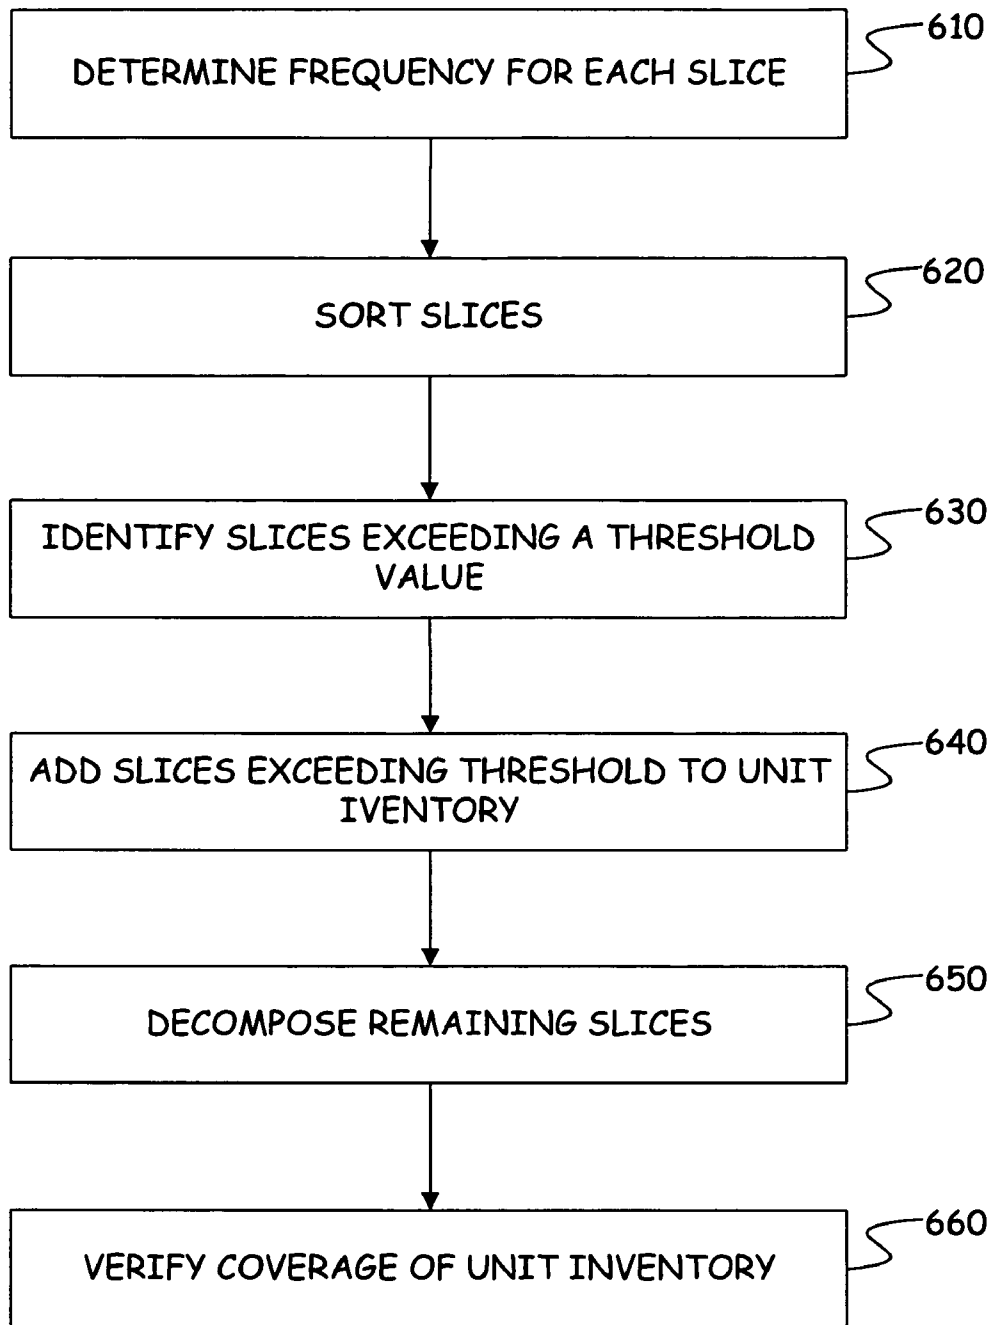 DETERMINE FREQUENCY FOR EACH SLICE
610
SORT SLICES
620
IDENTIFY SLICES EXCEEDING A THRESHOLD
VALUE
630
ADD SLICES EXCEEDING THRESHOLD TO UNIT
IVENTORY
640
DECOMPOSE REMAINING SLICES
650
VERIFY COVERAGE OF UNIT INVENTORY
660